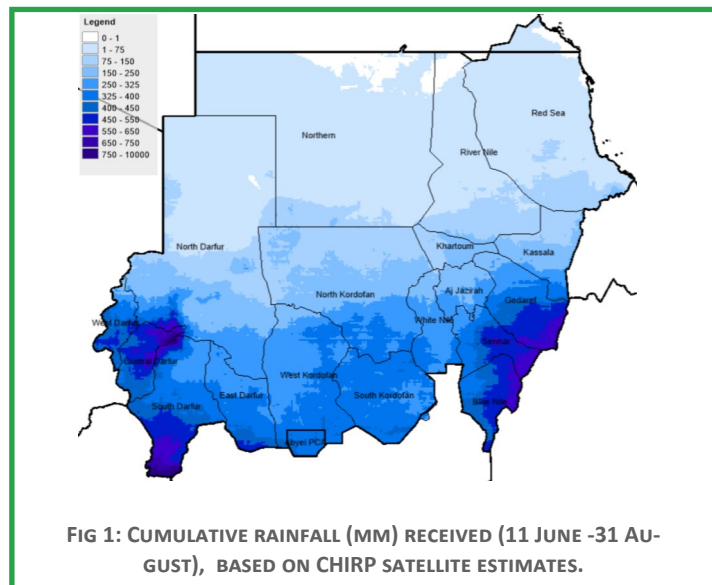 Legend
0 - 1
1 - 75
75 - 150
150 - 250
250 - 325
325 - 400
400 - 450
450 - 550
550 - 650
650 - 750
750 - 10000
Red Sea
Northern
River Nile
North Darfur
Khartoum
Kassala
North Kordofan
Aj Jazirah
Gedaref
West Darfur
White Nile
Sennar
Central Darfur
West Kordofan
East Darfur
South Kordofan
South Darfur
Blue Nile
Abyei PCA
FIG 1: CUMULATIVE RAINFALL (MM) RECEIVED (11 JUNE -31 AU-
GUST), BASED ON CHIRP SATELLITE ESTIMATES.